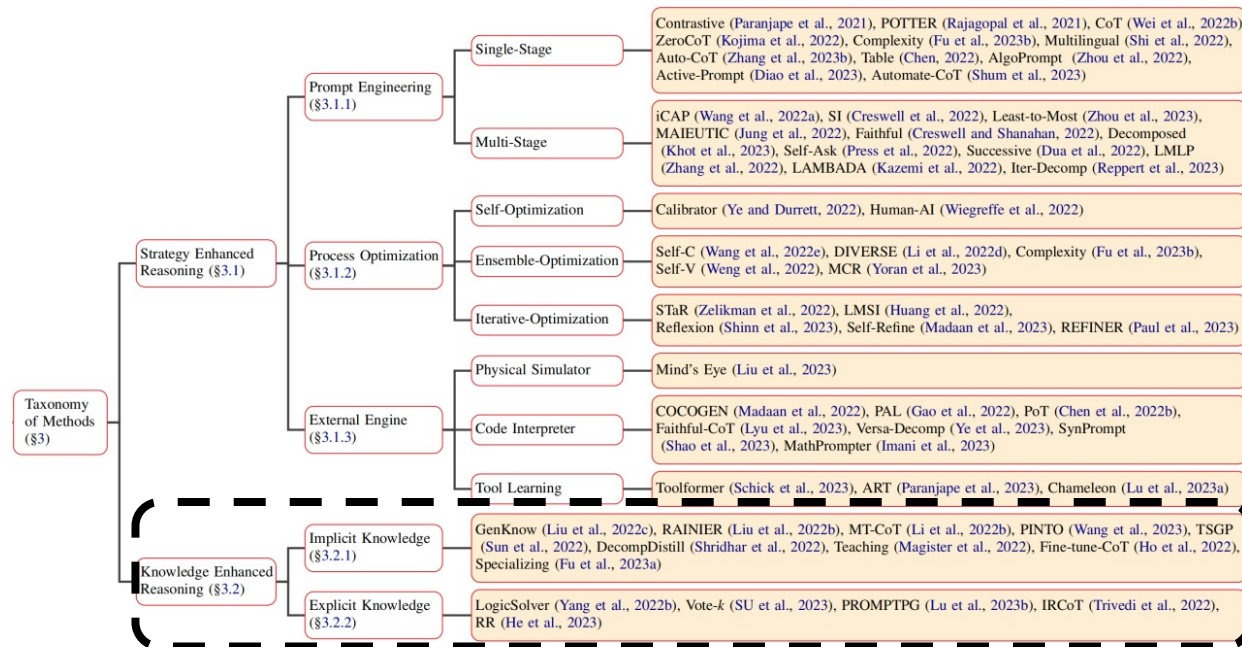 Taxonomy
of Methods
(§3)
Strategy Enhanced
Reasoning (§3.1)
Prompt Engineering
(§3.1.1)
Single-Stage
Contrastive (Paranjape et al., 2021), POTTER (Rajagopal et al., 2021), CoT (Wei et al., 2022b)
ZeroCoT (Kojima et al., 2022), Complexity (Fu et al., 2023b), Multilingual (Shi et al., 2022),
Auto-CoT (Zhang et al., 2023b), Table (Chen, 2022), AlgoPrompt (Zhou et al., 2022),
Active-Prompt (Diao et al., 2023), Automate-CoT (Shum et al., 2023)
Multi-Stage
iCAP (Wang et al., 2022a), SI (Creswell et al., 2022), Least-to-Most (Zhou et al., 2023),
MAIEUTIC (Jung et al., 2022), Faithful (Creswell and Shanahan, 2022), Decomposed
(Khot et al., 2023), Self-Ask (Press et al., 2022), Successive (Dua et al., 2022), LMLP
(Zhang et al., 2022), LAMBADA (Kazemi et al., 2022), Iter-Decomp (Reppert et al., 2023)
Process Optimization
(§3.1.2)
Self-Optimization
Calibrator (Ye and Durrett, 2022), Human-AI (Wiegreffe et al., 2022)
Ensemble-Optimization
Self-C (Wang et al., 2022e), DIVERSE (Li et al., 2022d), Complexity (Fu et al., 2023b),
Self-V (Weng et al., 2022), MCR (Yoran et al., 2023)
Iterative-Optimization
STaR (Zelikman et al., 2022), LMSI (Huang et al., 2022),
Reflexion (Shinn et al., 2023), Self-Refine (Madaan et al., 2023), REFINER (Paul et al., 2023)
External Engine
(§3.1.3)
Physical Simulator
Mind's Eye (Liu et al., 2023)
Code Interpreter
COCOGEN (Madaan et al., 2022), PAL (Gao et al., 2022), PoT (Chen et al., 2022b),
Faithful-CoT (Lyu et al., 2023), Versa-Decomp (Ye et al., 2023), SynPrompt
(Shao et al., 2023), MathPrompter (Imani et al., 2023)
Tool Learning
Toolformer (Schick et al., 2023), ART (Paranjape et al., 2023), Chameleon (Lu et al., 2023a)
Knowledge Enhanced
Reasoning (§3.2)
Implicit Knowledge
(§3.2.1)
GenKnow (Liu et al., 2022c), RAINIER (Liu et al., 2022b), MT-CoT (Li et al., 2022b), PINTO (Wang et al., 2023), TSGP
(Sun et al., 2022), DecompDistill (Shridhar et al., 2022), Teaching (Magister et al., 2022), Fine-tune-CoT (Ho et al., 2022),
Specializing (Fu et al., 2023a)
Explicit Knowledge
(§3.2.2)
LogicSolver (Yang et al., 2022b), Vote-k (SU et al., 2023), PROMPTPG (Lu et al., 2023b), IRCoT (Trivedi et al., 2022),
RR (He et al., 2023)